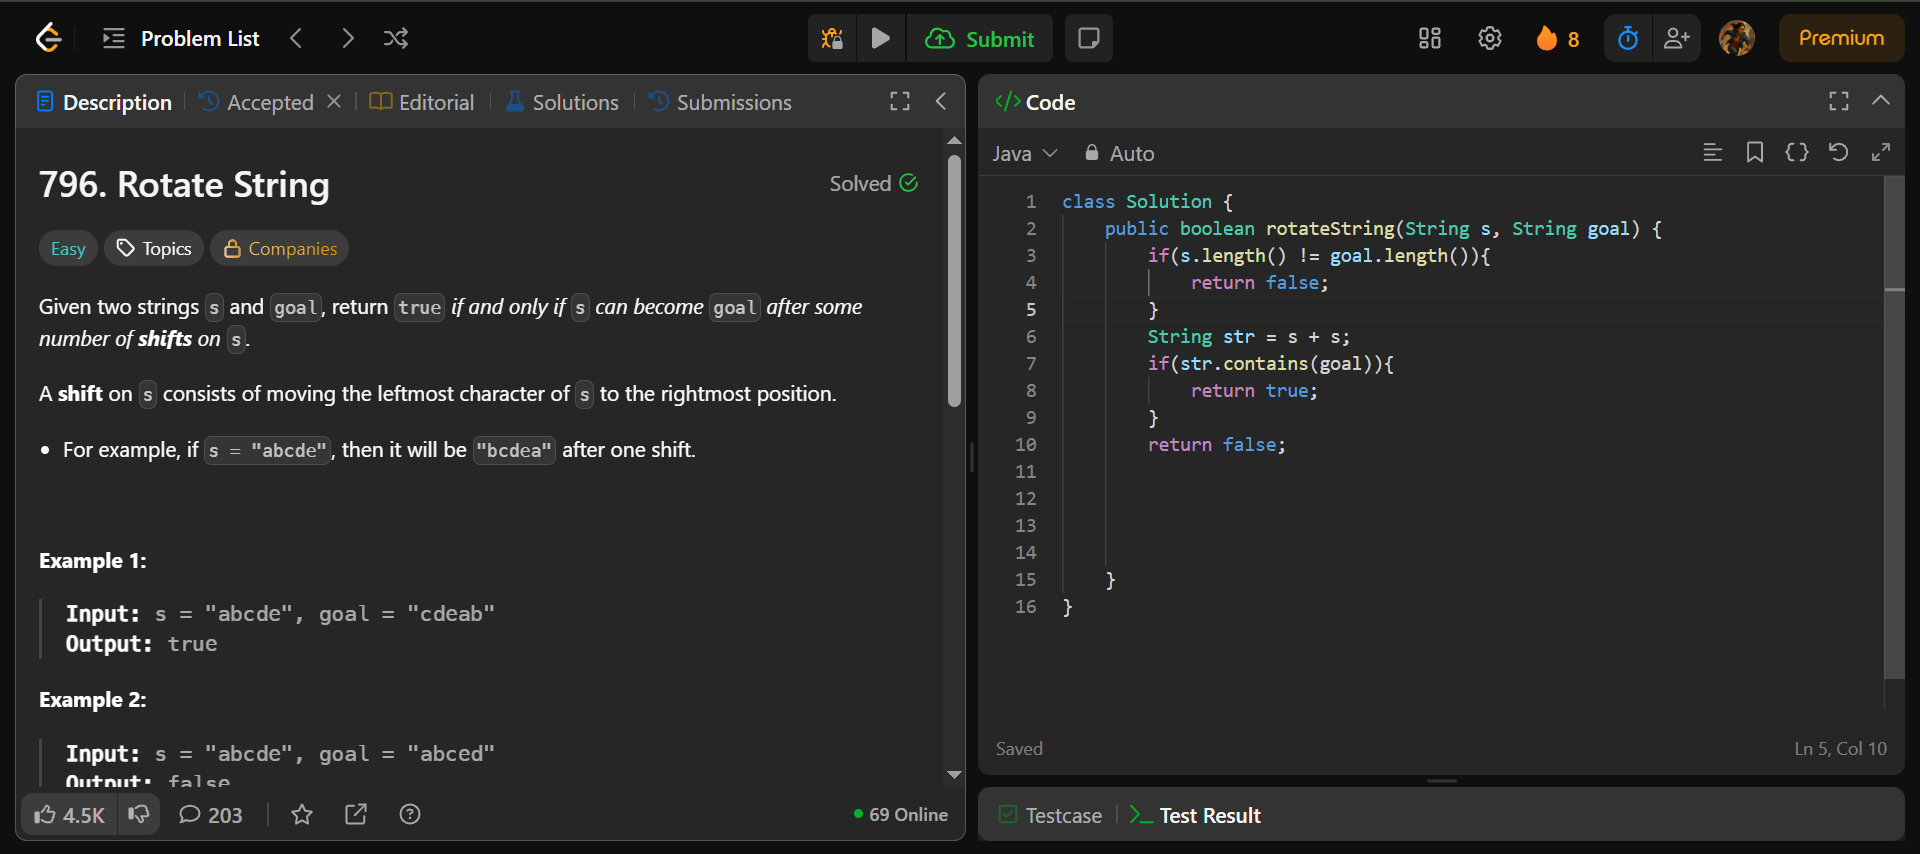 Problem List
Submit
8
Premium
Description
Accepted
Editorial
Solutions
Submissions
796. Rotate String
Solved
Easy
Topics
Companies
Given two strings s and goal, return true if and only if s can become goal after some
number of shifts on s.
A shift on s consists of moving the leftmost character of s to the rightmost position.
• For example, if s = "abcde", then it will be "bcdea" after one shift.
Example 1:
Input: s = "abcde", goal = "cdeab"
Output: true
Example 2:
Input: s = "abcde", goal = "abced"
Output: false
4.5K
203
69 Online
</> Code
Java
Auto
1 class Solution {
2 public boolean rotateString(String s, String goal) {
3 if(s.length() != goal.length()){
4 return false;
5 }
6 String str = s + s;
7 if(str.contains(goal)){
8 return true;
9 }
10 return false;
11
12
13
14
15 }
16 }
Saved
Ln 5, Col 10
Testcase
Test Result